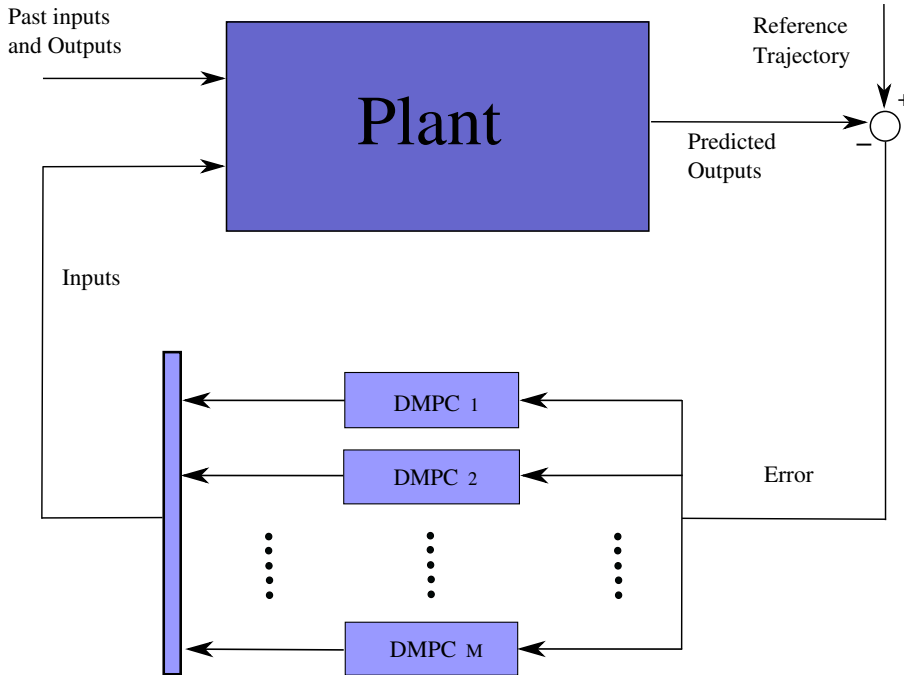 Past inputs
and Outputs
Plant
Reference
Trajectory
+
−
Predicted
Outputs
Inputs
DMPC 1
DMPC 2
Error
DMPC M